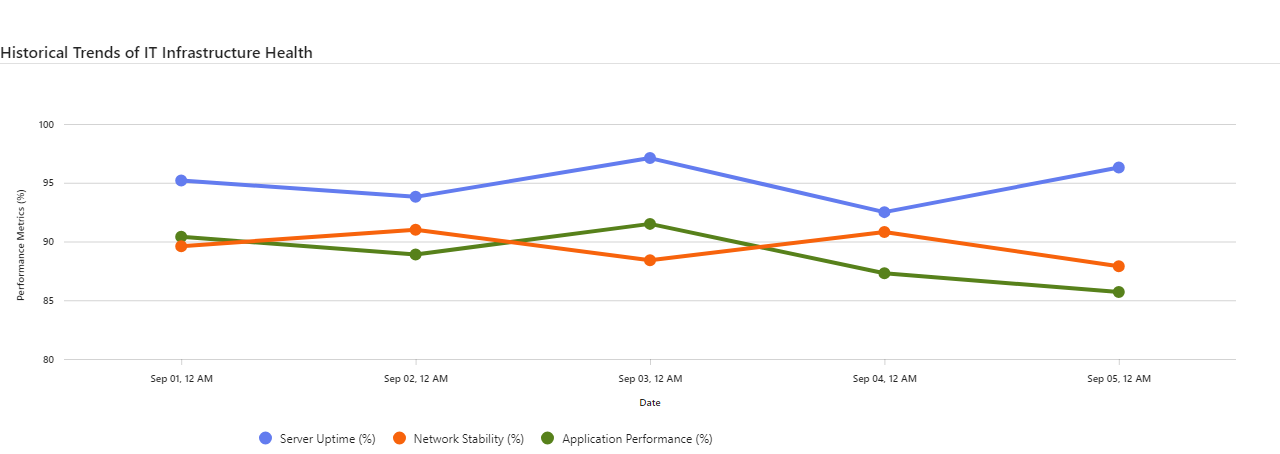 Historical Trends of IT Infrastructure Health
100
95
90
85
80
Performance Metrics (%)
Sep 01, 12 AM Sep 02, 12 AM Sep 03, 12 AM Sep 04, 12 AM Sep 05, 12 AM
Date
Server Uptime (%) Network Stability (%) Application Performance (%)